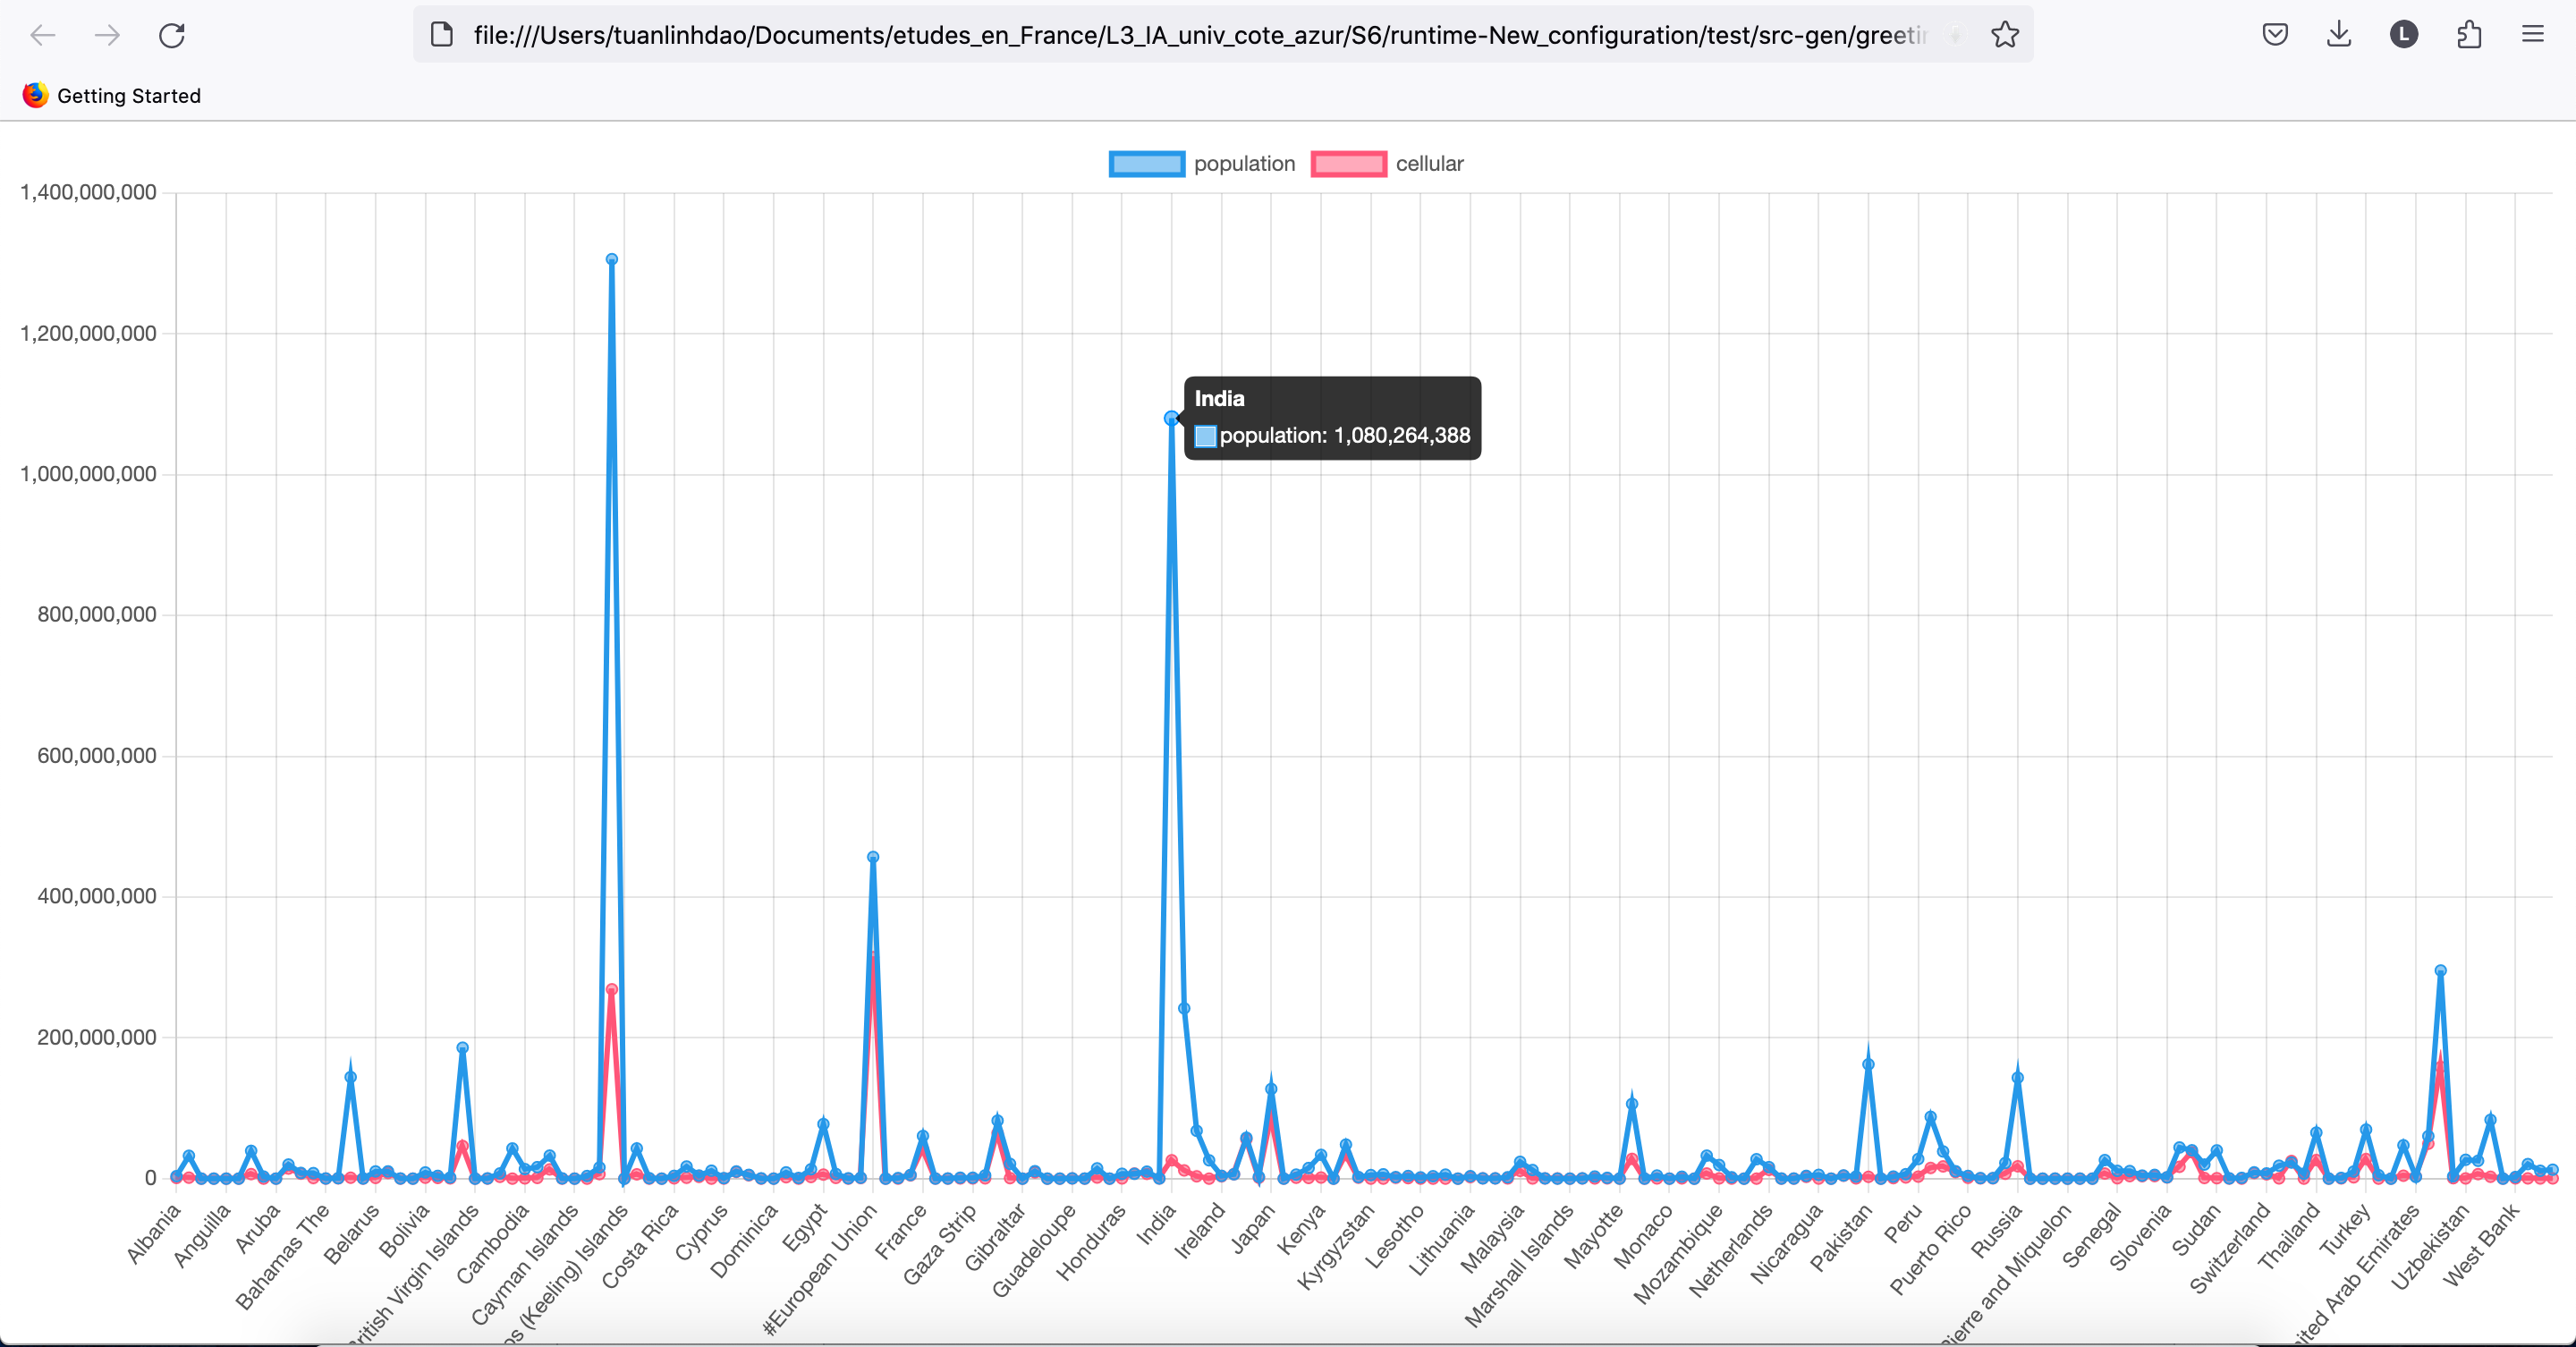 file:///Users/tuanlinhdao/Documents/etudes_en_France/L3_IA_univ_cote_azur/S6/runtime-New_configuration/test/src-gen/greetin
L
Getting Started
population
cellular
1,400,000,000
1,200,000,000
1,000,000,000
800,000,000
600,000,000
400,000,000
200,000,000
0
India
population: 1,080,264,388
Albania
Anguilla
Aruba
Bahamas The
Belarus
Bolivia
ritish Virgin Islands
Cambodia
Cayman Islands
os (Keeling) Islands
Costa Rica
Cyprus
Dominica
Egypt
#European Union
France
Gaza Strip
Gibraltar
Guadeloupe
Honduras
India
Ireland
Japan
Kenya
Kyrgyzstan
Lesotho
Lithuania
Malaysia
Marshall Islands
Mayotte
Monaco
Mozambique
Netherlands
Nicaragua
Pakistan
Peru
Puerto Rico
Russia
Pierre and Miquelon
Senegal
Slovenia
Sudan
Switzerland
Thailand
Turkey
ited Arab Emirates
Uzbekistan
West Bank